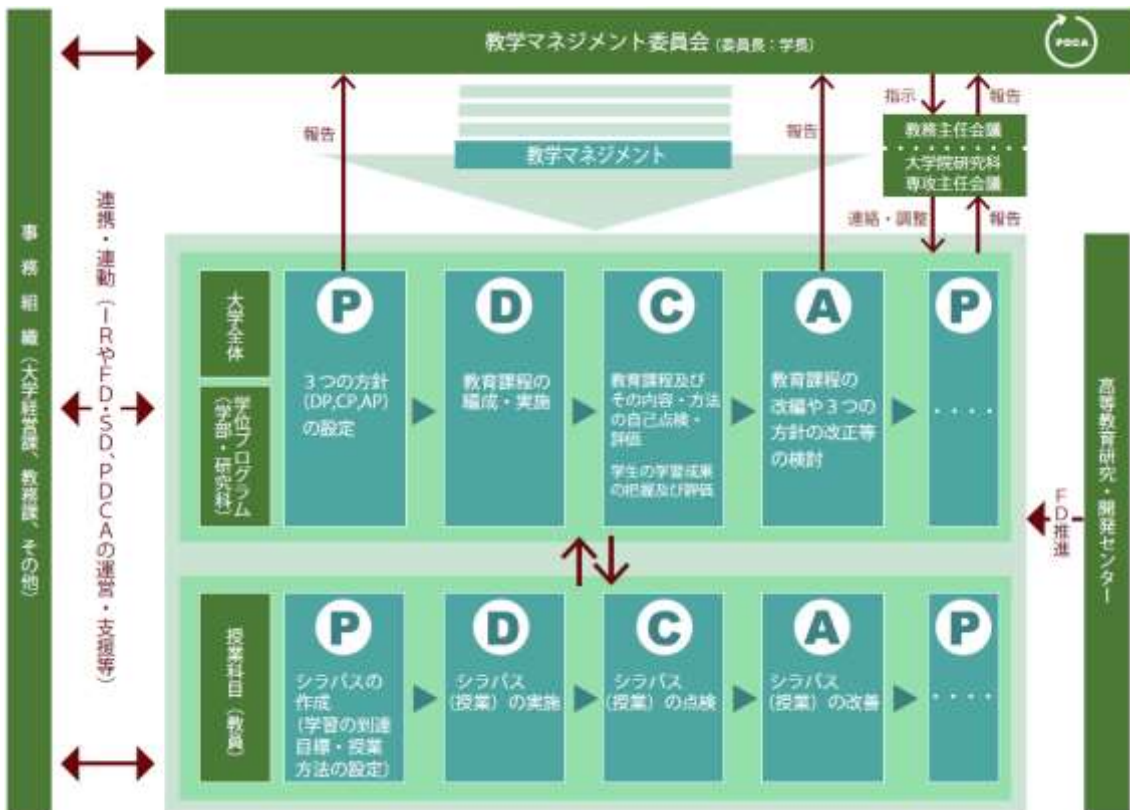 教学マネジメント委員会(委員長:学長)
PDCA
報告
報告
指示
報告
教学マネジメント
教務主任会議
大学院研究科
専攻主任会議
連絡・調整
報告
事務組織(大学経営課、教務課、その他)
連携・連動(IRやFD・SD、PDCAの運営・支援等)
大学全体
学位プログラム
(学部・研究科)
P
3つの方針
(DP,CP,AP)
の設定
D
教育課程の
編成・実施
C
教育課程及び
その内容・方法
の自己点検・
評価
学生の学習成果
の把握及び評価
A
教育課程の
改編や3つの
方針の改正等
の検討
P
・・・・
FD推進
高等教育研究・開発センター
授業科目(教員)
P
シラバスの
作成
(学習の到達
目標・授業
方法の設定)
D
シラバス
(授業)の実施
C
シラバス
(授業)の点検
A
シラバス
(授業)の改善
P
・・・・